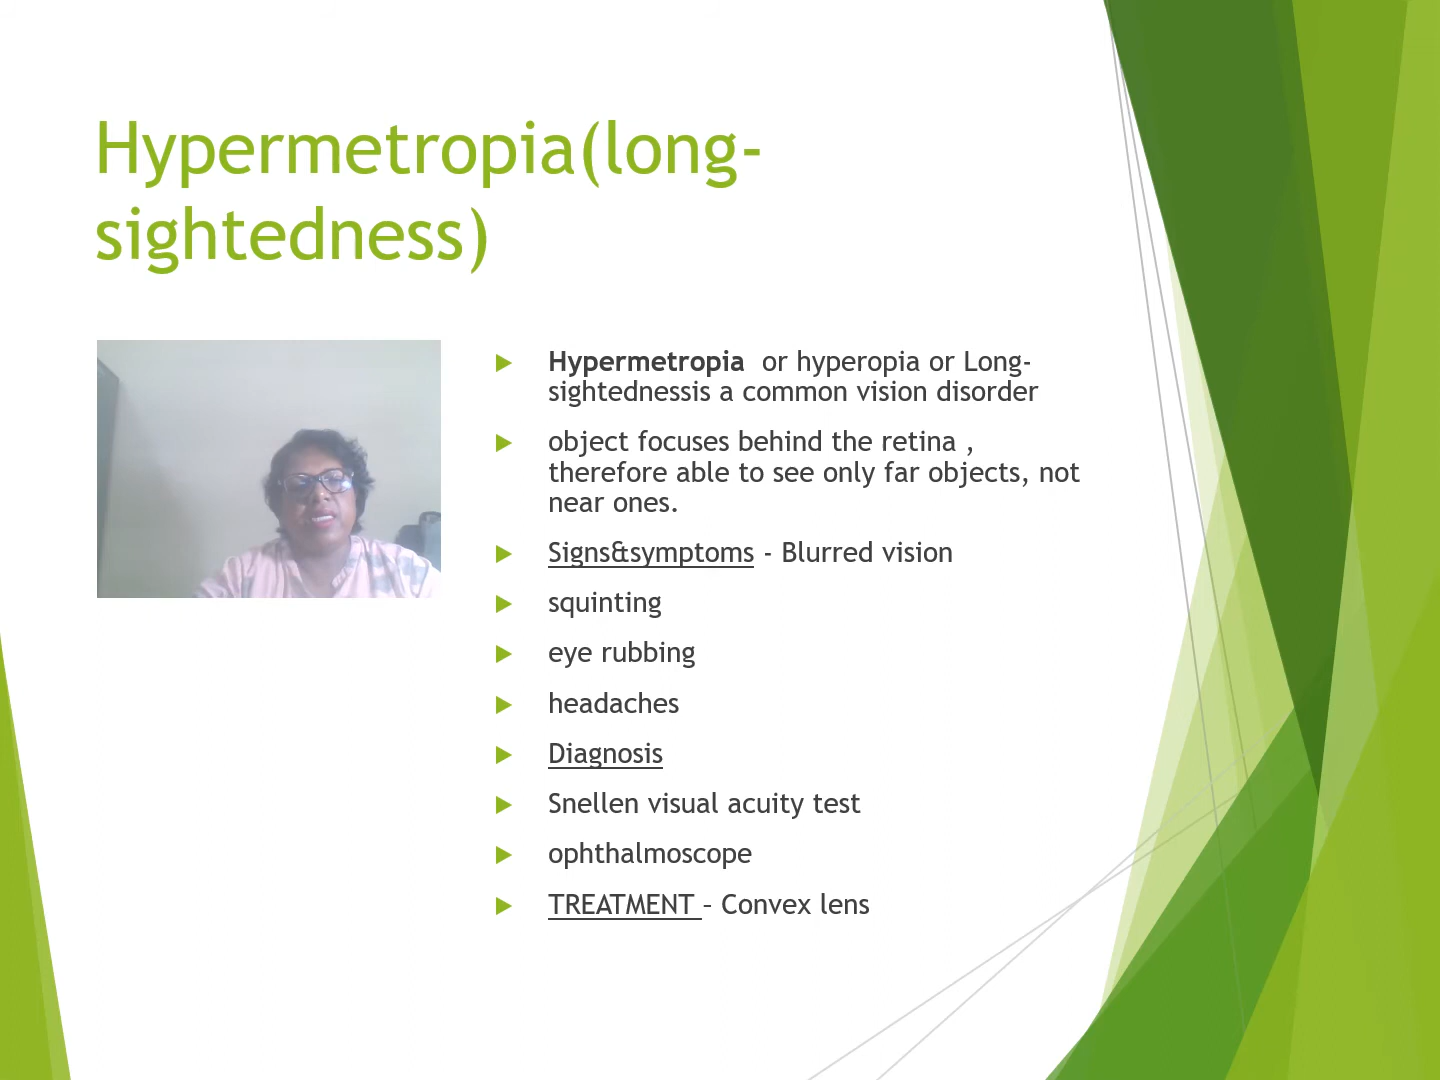 Hypermetropia(long-
sightedness)
Hypermetropia or hyperopia or Long-
sightednessis a common vision disorder
object focuses behind the retina ,
therefore able to see only far objects, not
near ones.
Signs&symptoms - Blurred vision
squinting
eye rubbing
headaches
Diagnosis
Snellen visual acuity test
ophthalmoscope
TREATMENT – Convex lens